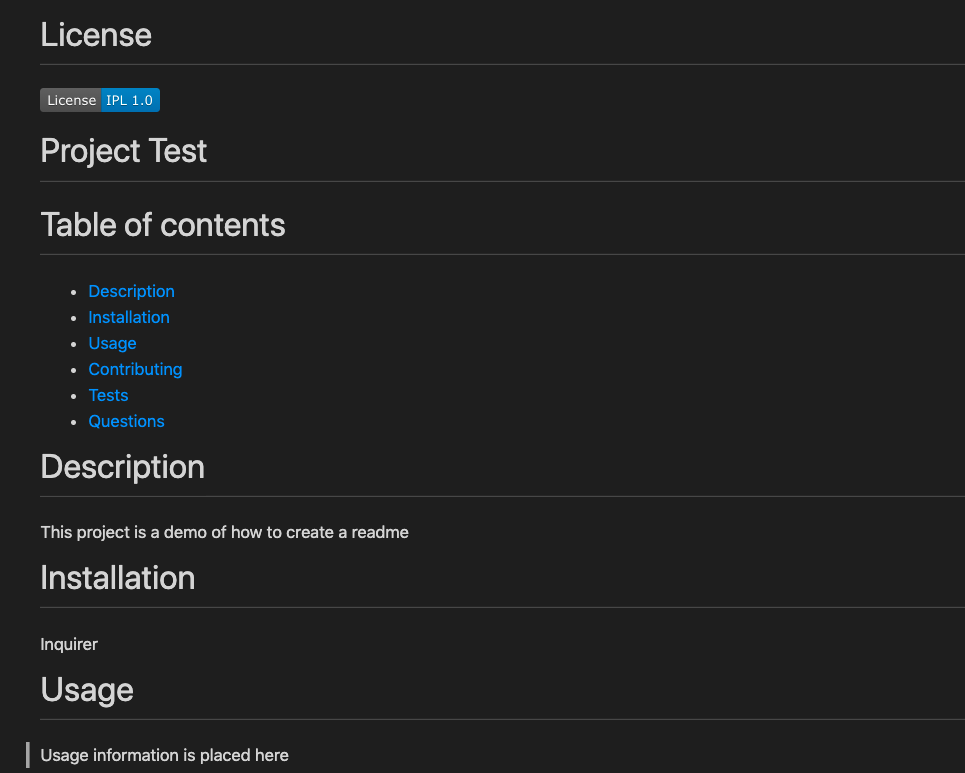 License
License IPL 1.0
Project Test
Table of contents
Description
Installation
Usage
Contributing
Tests
Questions
Description
This project is a demo of how to create a readme
Installation
Inquirer
Usage
Usage information is placed here